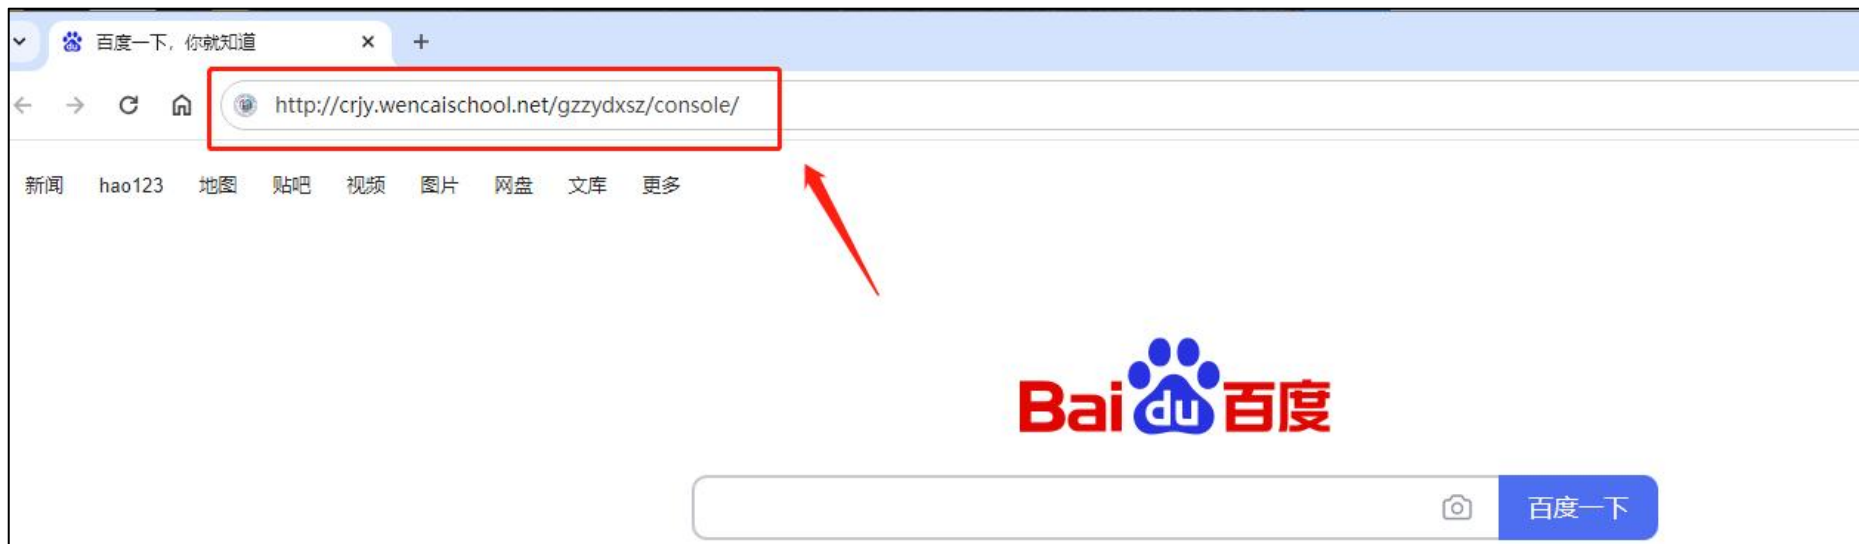 百度一下，你就知道
http://crjy.wencaischool.net/gzzydxsz/console/
新闻 hao123 地图 贴吧 视频 图片 网盘 文库 更多
Bai du 百度
百度一下